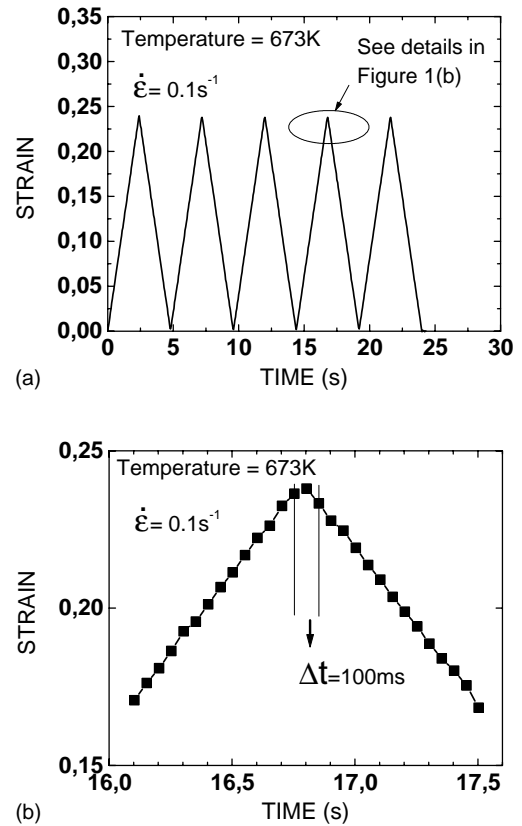 0,35
Temperature = 673K
See details in
Figure 1(b)
ε̇= 0.1s⁻¹
0,30
0,25
0,20
0,15
0,10
0,05
0,00
STRAIN
0 5 10 15 20 25 30
TIME (s)
(a)
0,25
Temperature = 673K
ε̇= 0.1s⁻¹
0,20
STRAIN
Δt=100ms
0,15
16,0 16,5 17,0 17,5
TIME (s)
(b)